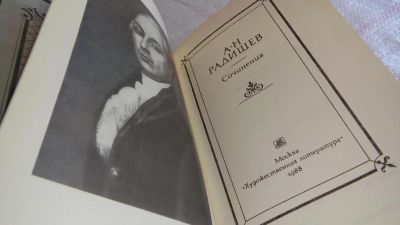 А·Н
РАДИЩЕВ
Сочинения
Москва
"Художественная литература"
1988